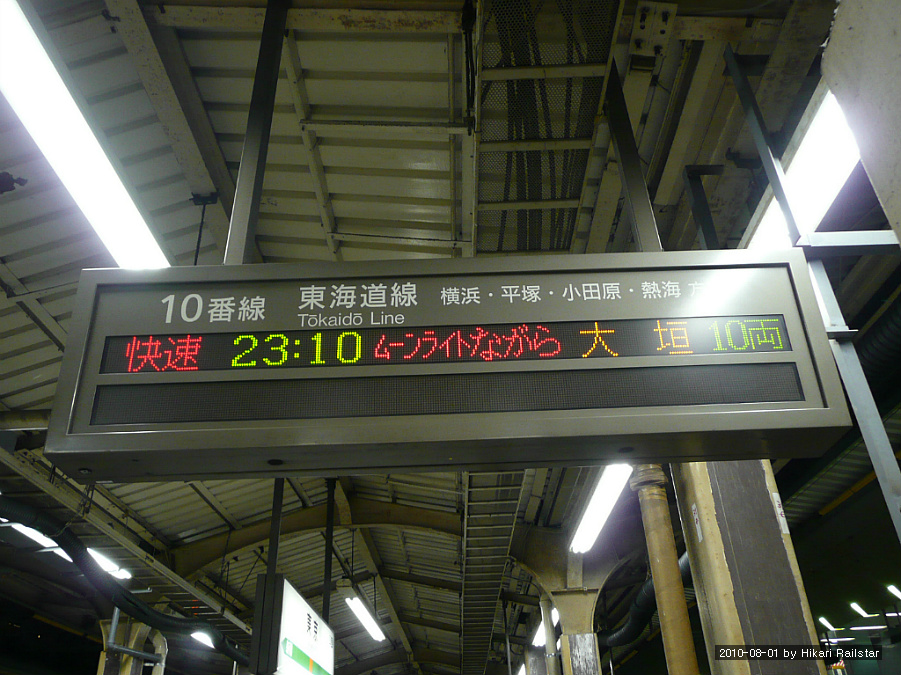 10番線 東海道線 横浜・平塚・小田原・熱海
Tōkaidō Line
快速 23:10 ムーンライトながら 大 垣 10両
2010-08-01 by Hikari Railstar